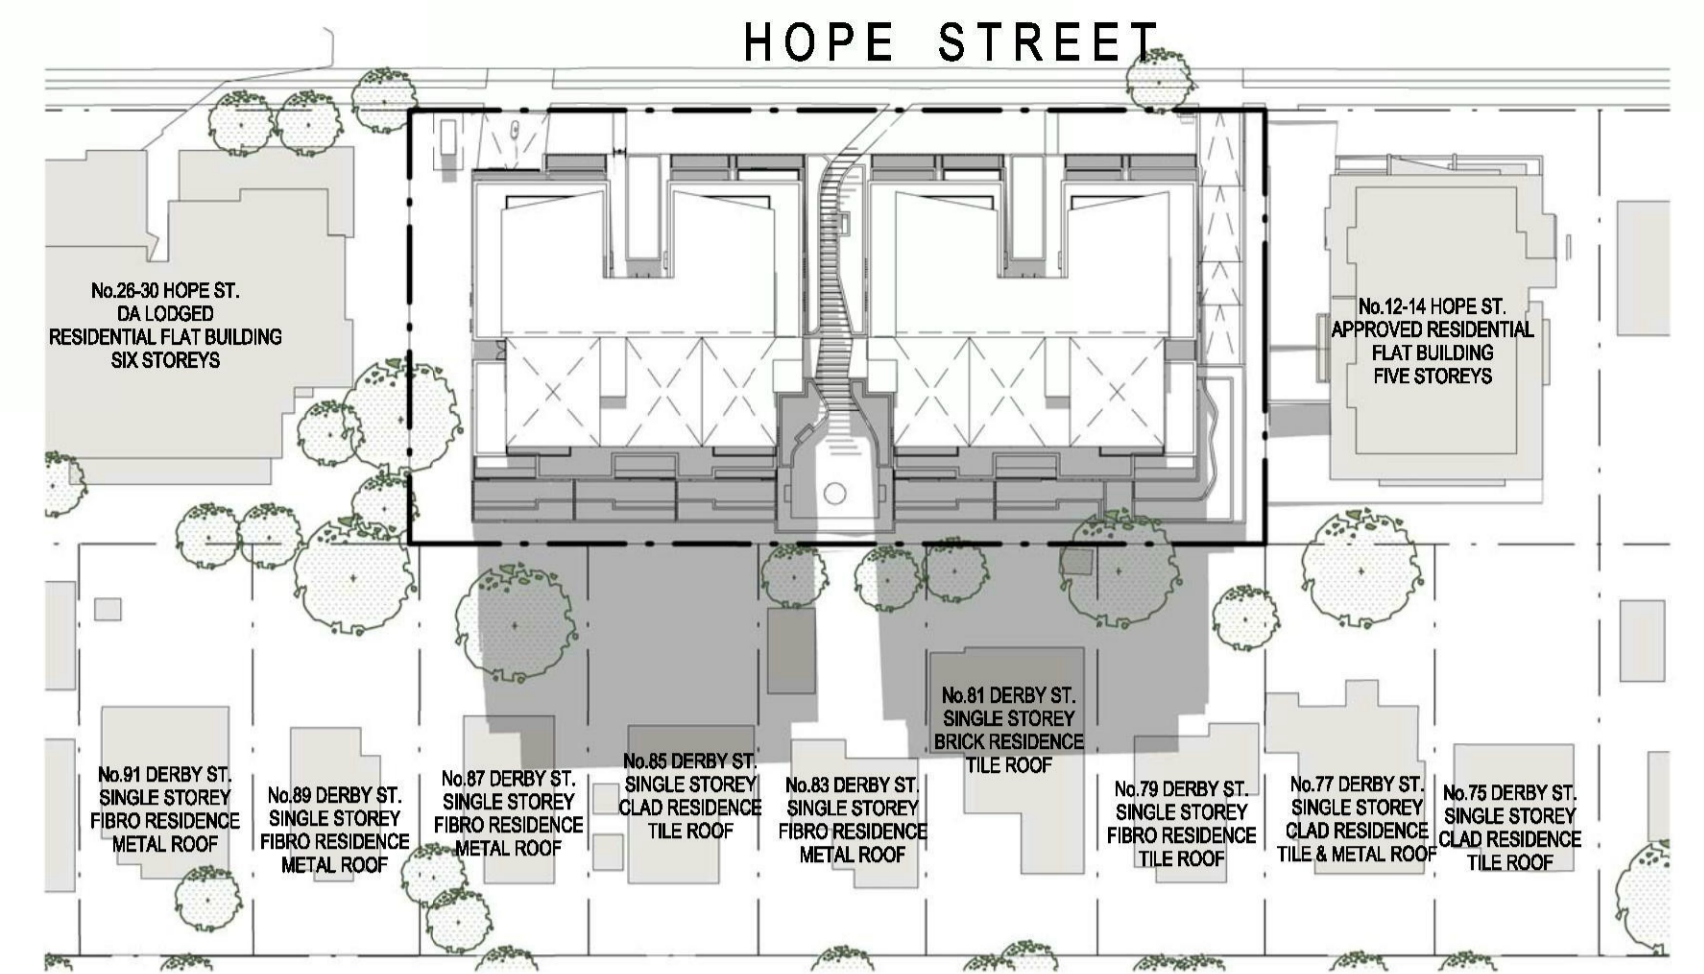 HOPE STREET
No.26-30 HOPE ST.
DA LODGED
RESIDENTIAL FLAT BUILDING
SIX STOREYS
No.12-14 HOPE ST.
APPROVED RESIDENTIAL
FLAT BUILDING
FIVE STOREYS
No.91 DERBY ST.
SINGLE STOREY
FIBRO RESIDENCE
METAL ROOF
No.89 DERBY ST.
SINGLE STOREY
FIBRO RESIDENCE
METAL ROOF
No.87 DERBY ST.
SINGLE STOREY
FIBRO RESIDENCE
METAL ROOF
No.85 DERBY ST.
SINGLE STOREY
CLAD RESIDENCE
TILE ROOF
No.83 DERBY ST.
SINGLE STOREY
FIBRO RESIDENCE
METAL ROOF
No.81 DERBY ST.
SINGLE STOREY
BRICK RESIDENCE
TILE ROOF
No.79 DERBY ST.
SINGLE STOREY
FIBRO RESIDENCE
TILE ROOF
No.77 DERBY ST.
SINGLE STOREY
CLAD RESIDENCE
TILE & METAL ROOF
No.75 DERBY ST.
SINGLE STOREY
CLAD RESIDENCE
TILE ROOF